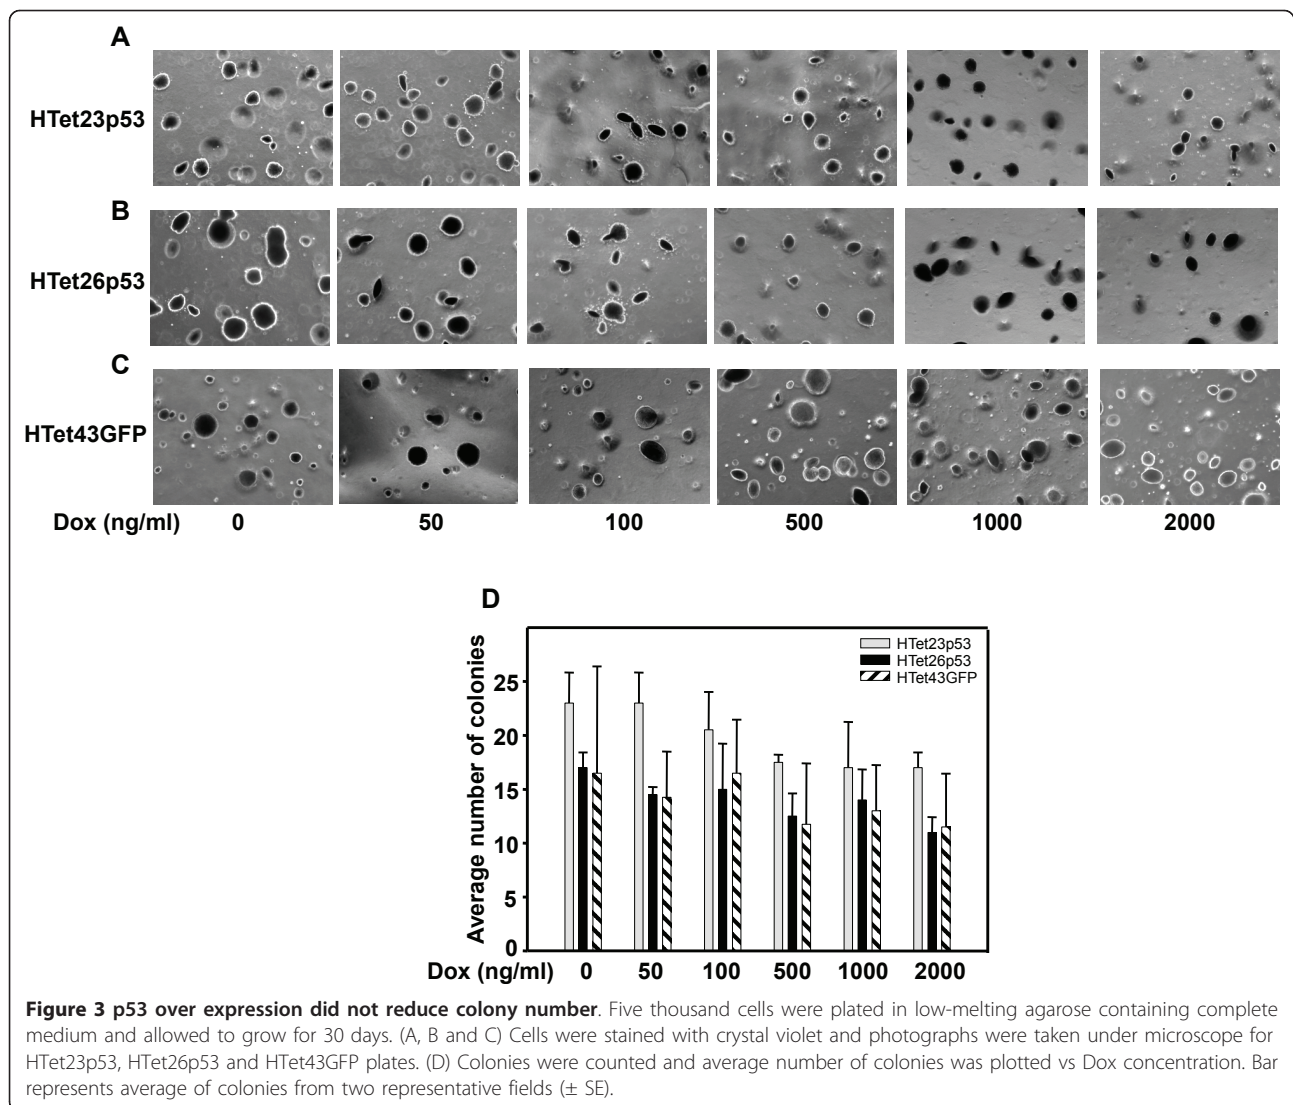 A
HTet23p53
B
HTet26p53
C
HTet43GFP
Dox (ng/ml) 0 50 100 500 1000 2000
D
Average number of colonies
HTet23p53
HTet26p53
HTet43GFP
25
20
15
10
5
0
Dox (ng/ml) 0 50 100 500 1000 2000
Figure 3 p53 over expression did not reduce colony number. Five thousand cells were plated in low-melting agarose containing complete
medium and allowed to grow for 30 days. (A, B and C) Cells were stained with crystal violet and photographs were taken under microscope for
HTet23p53, HTet26p53 and HTet43GFP plates. (D) Colonies were counted and average number of colonies was plotted vs Dox concentration. Bar
represents average of colonies from two representative fields (± SE).